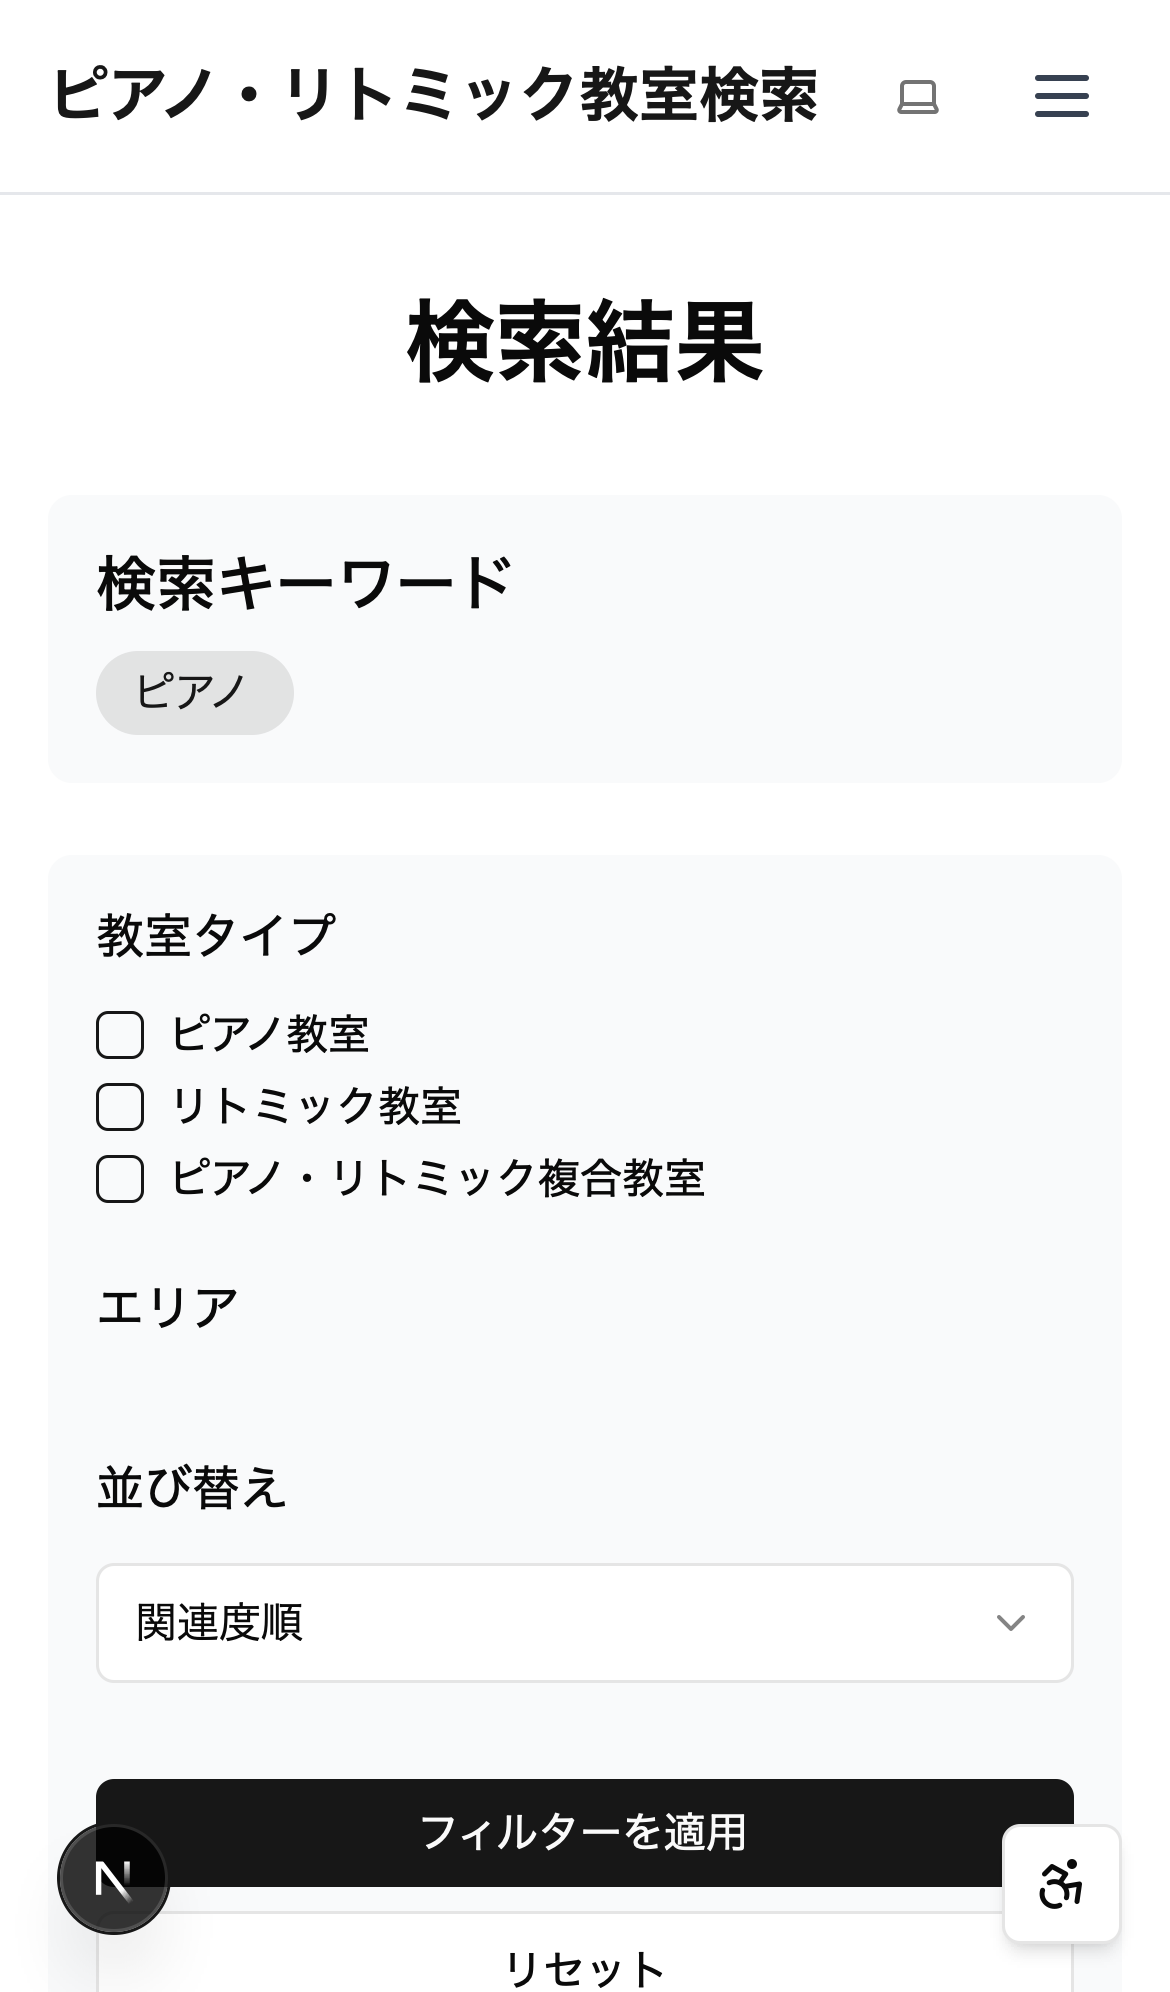 ピアノ・リトミック教室検索
検索結果
検索キーワード
ピアノ
教室タイプ
ピアノ教室
リトミック教室
ピアノ・リトミック複合教室
エリア
並び替え
関連度順
フィルターを適用
N
リセット